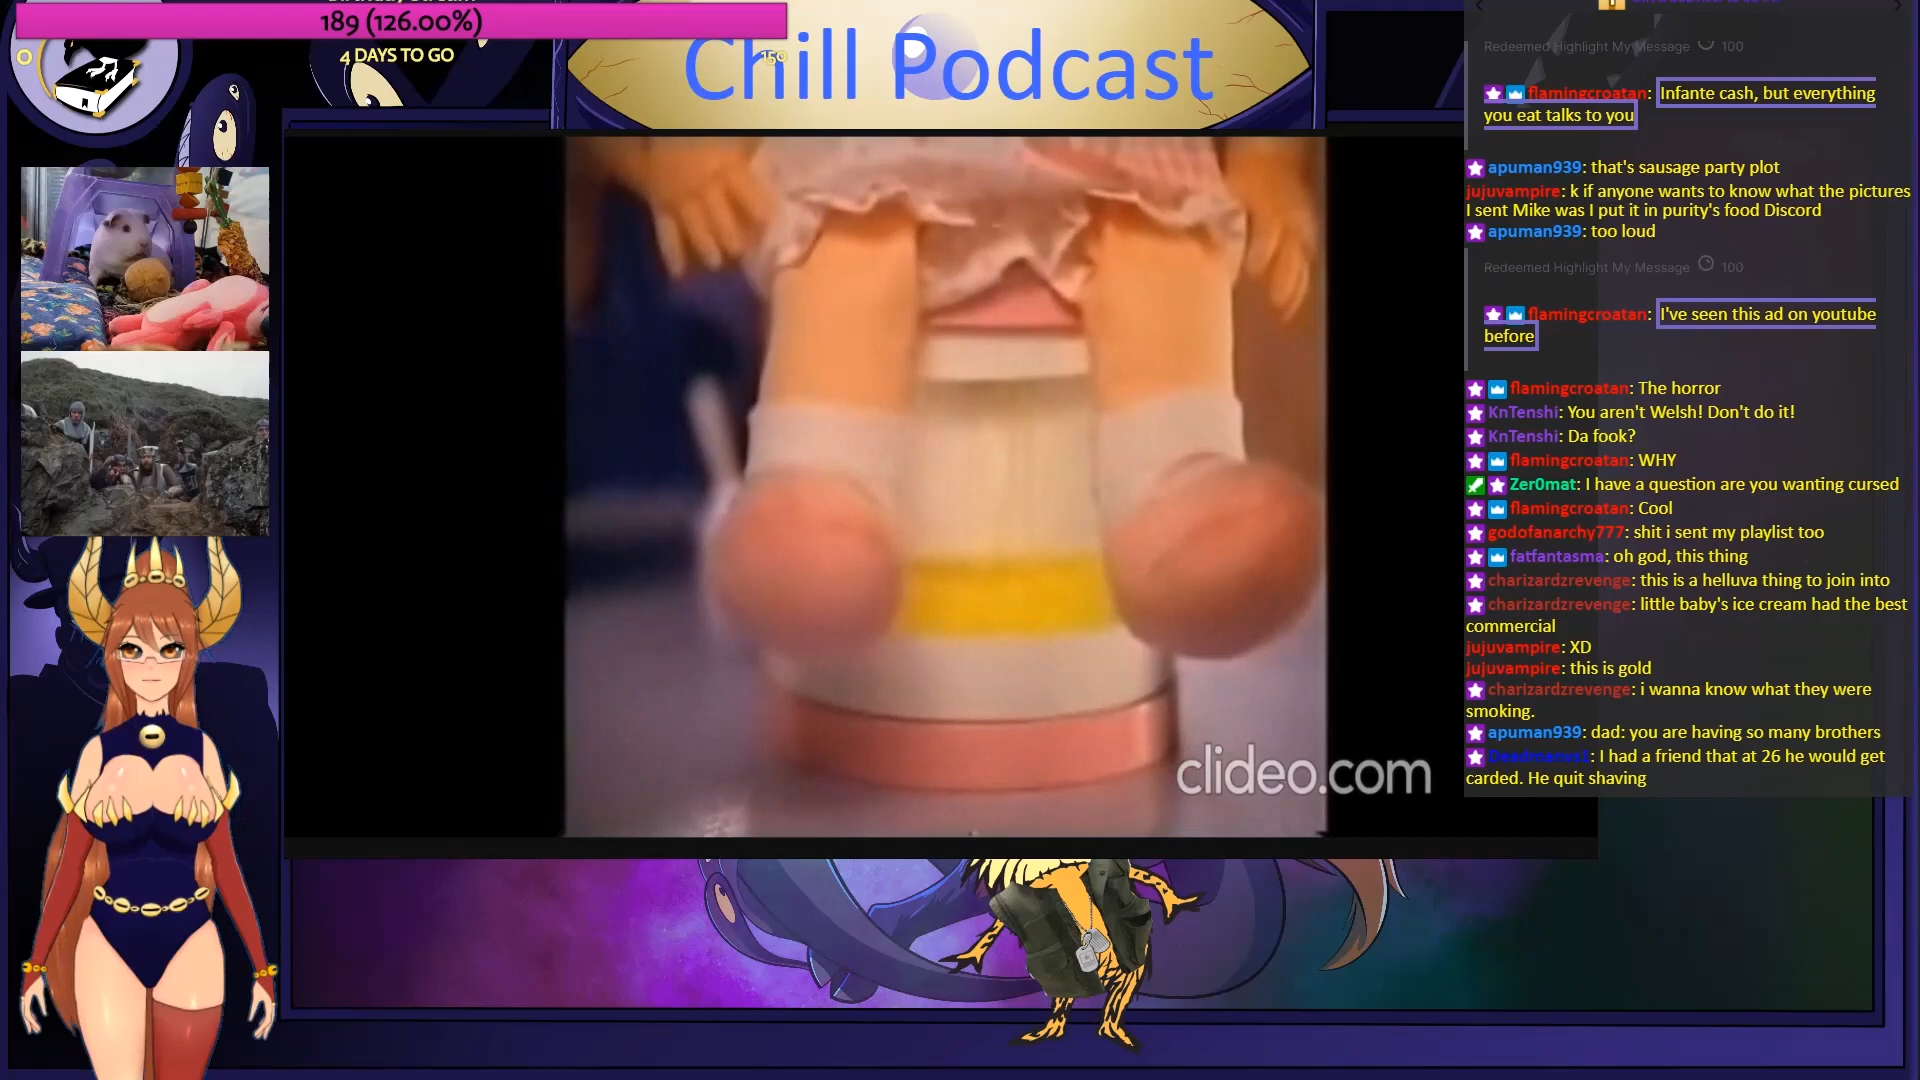 189 (126.00%)
4 DAYS TO GO
150
Chill Podcast
Redeemed Highlight My Message 100
flamingcroatan: Infante cash, but everything
you eat talks to you
apuman939: that's sausage party plot
jujuvampire: k if anyone wants to know what the pictures
I sent Mike was I put it in purity's food Discord
apuman939: too loud
Redeemed Highlight My Message 100
flamingcroatan: I've seen this ad on youtube
before
flamingcroatan: The horror
KnTenshi: You aren't Welsh! Don't do it!
KnTenshi: Da fook?
flamingcroatan: WHY
Zer0mat: I have a question are you wanting cursed
flamingcroatan: Cool
godofanarchy777: shit i sent my playlist too
fatfantasma: oh god, this thing
charizardzrevenge: this is a helluva thing to join into
charizardzrevenge: little baby's ice cream had the best
commercial
jujuvampire: XD
jujuvampire: this is gold
charizardzrevenge: i wanna know what they were
smoking.
apuman939: dad: you are having so many brothers
: I had a friend that at 26 he would get
carded. He quit shaving
clideo.com